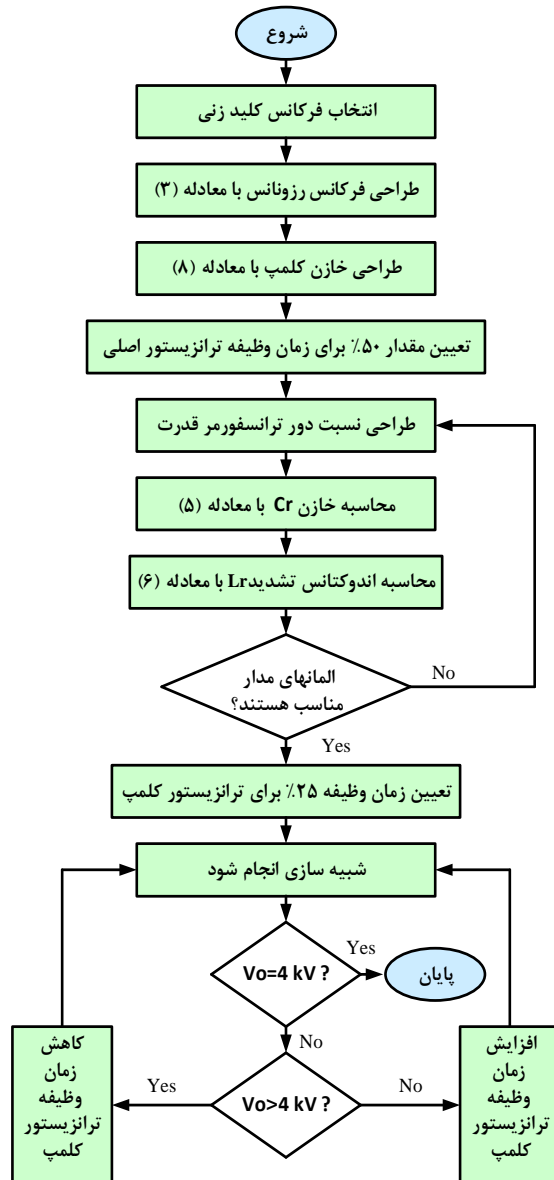 شروع
انتخاب فرکانس کلید زنی
طراحی فرکانس رزونانس با معادله (۳)
طراحی خازن کلمپ با معادله (۸)
تعیین مقدار ۵۰٪ برای زمان وظیفه ترانزیستور اصلی
طراحی نسبت دور ترانسفورمر قدرت
محاسبه خازن Cr با معادله (۵)
محاسبه اندوکتانس تشدیدLr با معادله (۶)
المانهای مدار
مناسب هستند؟
No
Yes
تعیین زمان وظیفه ۲۵٪ برای ترانزیستور کلمپ
شبیه سازی انجام شود
Vo=4 kV ?
Yes
پایان
No
Vo>4 kV ?
Yes
No
کاهش
زمان
وظیفه
ترانزیستور
کلمپ
افزایش
زمان
وظیفه
ترانزیستور
کلمپ